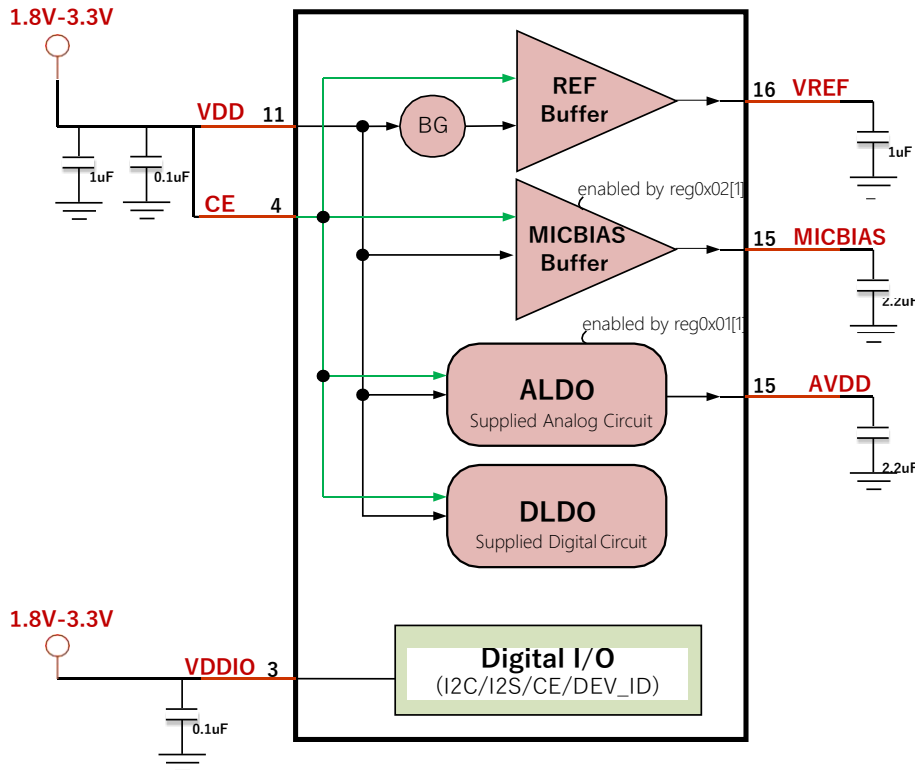 1.8V-3.3V
VDD 11
1uF
0.1uF
CE 4
BG
REF
Buffer
16 VREF
1uF
enabled by reg0x02[1]
MICBIAS
Buffer
15 MICBIAS
2.2uF
enabled by reg0x01[1]
ALDO
Supplied Analog Circuit
15 AVDD
2.2uF
DLDO
Supplied Digital Circuit
1.8V-3.3V
VDDIO 3
0.1uF
Digital I/O
(I2C/I2S/CE/DEV_ID)